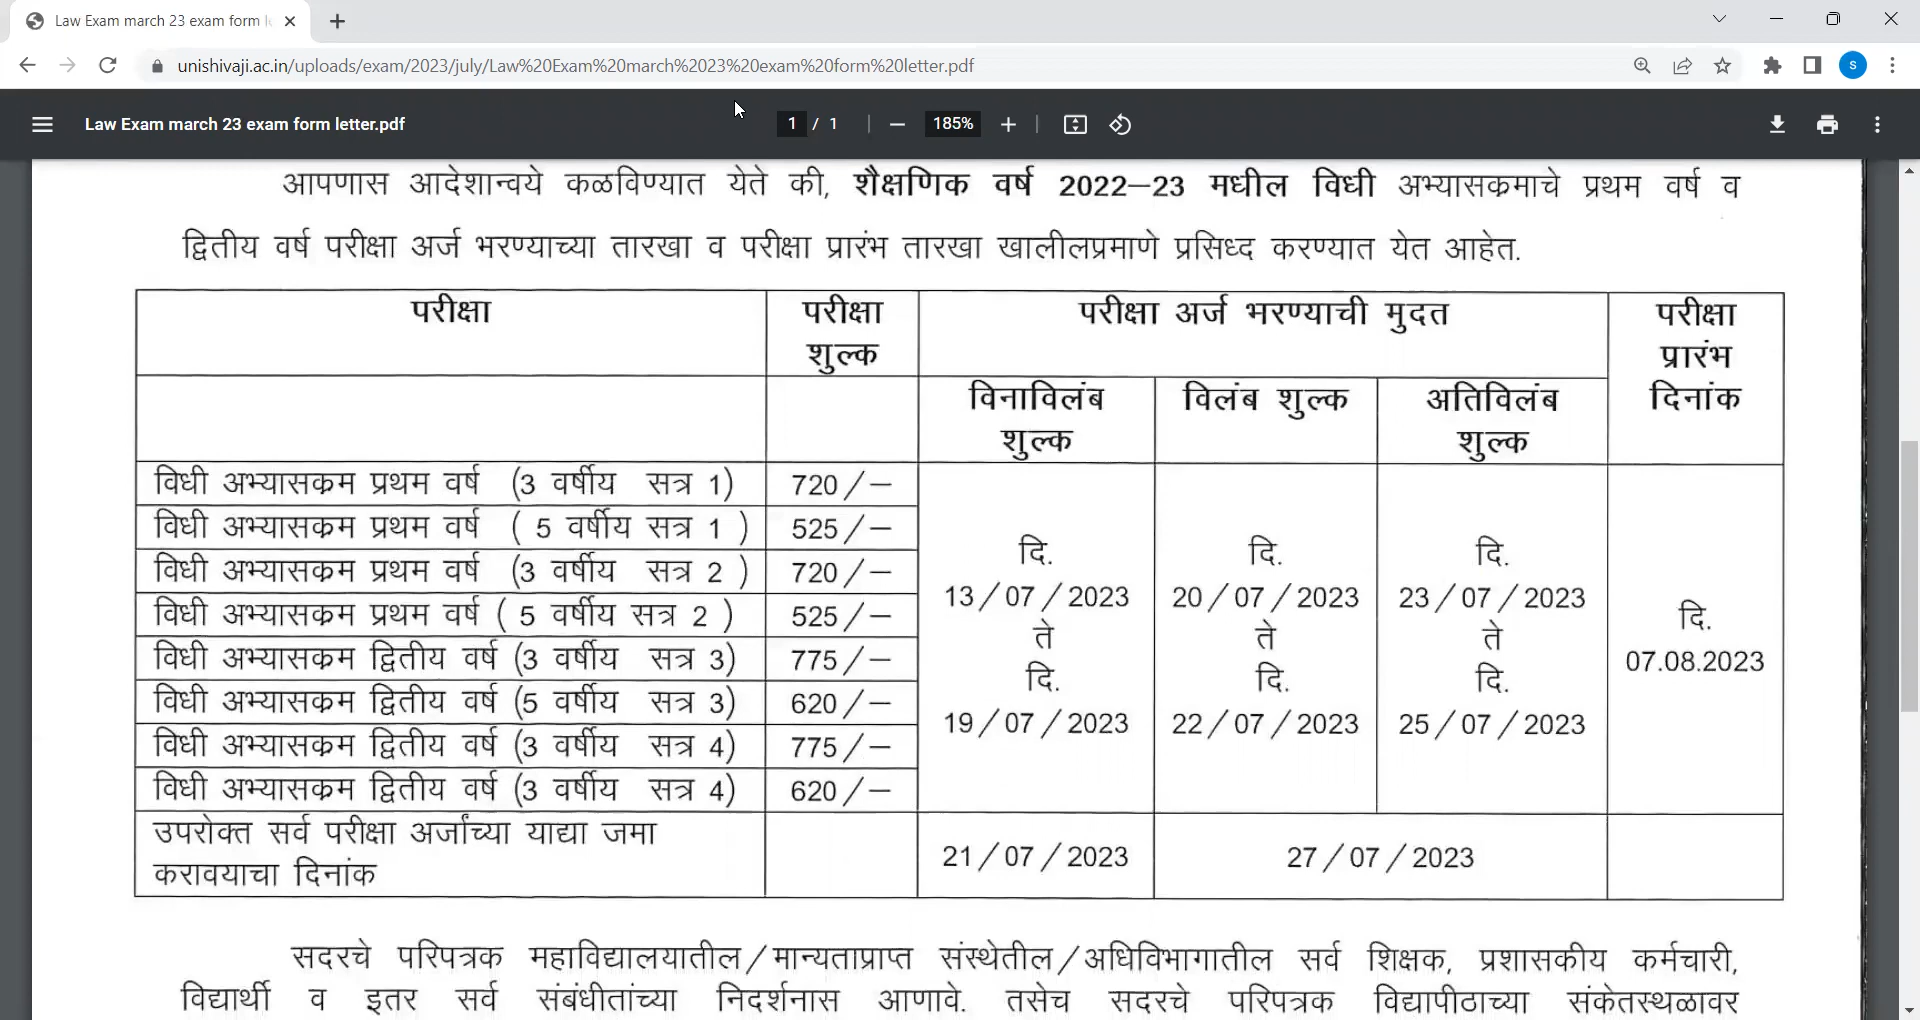 Law Exam march 23 exam form l
unishivaji.ac.in/uploads/exam/2023/july/Law%20Exam%20march%2023%20exam%20form%20letter.pdf
S
Law Exam march 23 exam form letter.pdf
1 / 1
185%
आपणास आदेशान्वये कळविण्यात येते की, शैक्षणिक वर्ष 2022–23 मधील विधी अभ्यासक्रमाचे प्रथम वर्ष व
द्वितीय वर्ष परीक्षा अर्ज भरण्याच्या तारखा व परीक्षा प्रारंभ तारखा खालीलप्रमाणे प्रसिध्द करण्यात येत आहेत.
परीक्षा
परीक्षा
शुल्क
परीक्षा अर्ज भरण्याची मुदत
परीक्षा
प्रारंभ
दिनांक
विनाविलंब
शुल्क
विलंब शुल्क
अतिविलंब
शुल्क
विधी अभ्यासक्रम प्रथम वर्ष (3 वर्षीय सत्र 1) 720/–
विधी अभ्यासक्रम प्रथम वर्ष ( 5 वर्षीय सत्र 1 ) 525/–
विधी अभ्यासक्रम प्रथम वर्ष (3 वर्षीय सत्र 2 ) 720/–
विधी अभ्यासक्रम प्रथम वर्ष ( 5 वर्षीय सत्र 2 ) 525/–
विधी अभ्यासक्रम द्वितीय वर्ष (3 वर्षीय सत्र 3) 775/–
विधी अभ्यासक्रम द्वितीय वर्ष (5 वर्षीय सत्र 3) 620/–
विधी अभ्यासक्रम द्वितीय वर्ष (3 वर्षीय सत्र 4) 775/–
विधी अभ्यासक्रम द्वितीय वर्ष (3 वर्षीय सत्र 4) 620/–
दि.
13/07/2023
ते
दि.
19/07/2023
दि.
20/07/2023
ते
दि.
22/07/2023
दि.
23/07/2023
ते
दि.
25/07/2023
दि.
07.08.2023
उपरोक्त सर्व परीक्षा अर्जांच्या याद्या जमा
करावयाचा दिनांक
21/07/2023
27/07/2023
सदरचे परिपत्रक महाविद्यालयातील/मान्यताप्राप्त संस्थेतील/अधिविभागातील सर्व शिक्षक, प्रशासकीय कर्मचारी,
विद्यार्थी व इतर सर्व संबंधीतांच्या निदर्शनास आणावे. तसेच सदरचे परिपत्रक विद्यापीठाच्या संकेतस्थळावर